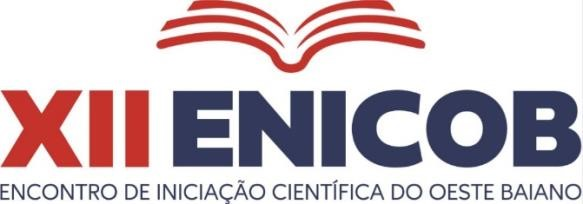 XII ENICOB
ENCONTRO DE INICIAÇÃO CIENTÍFICA DO OESTE BAIANO